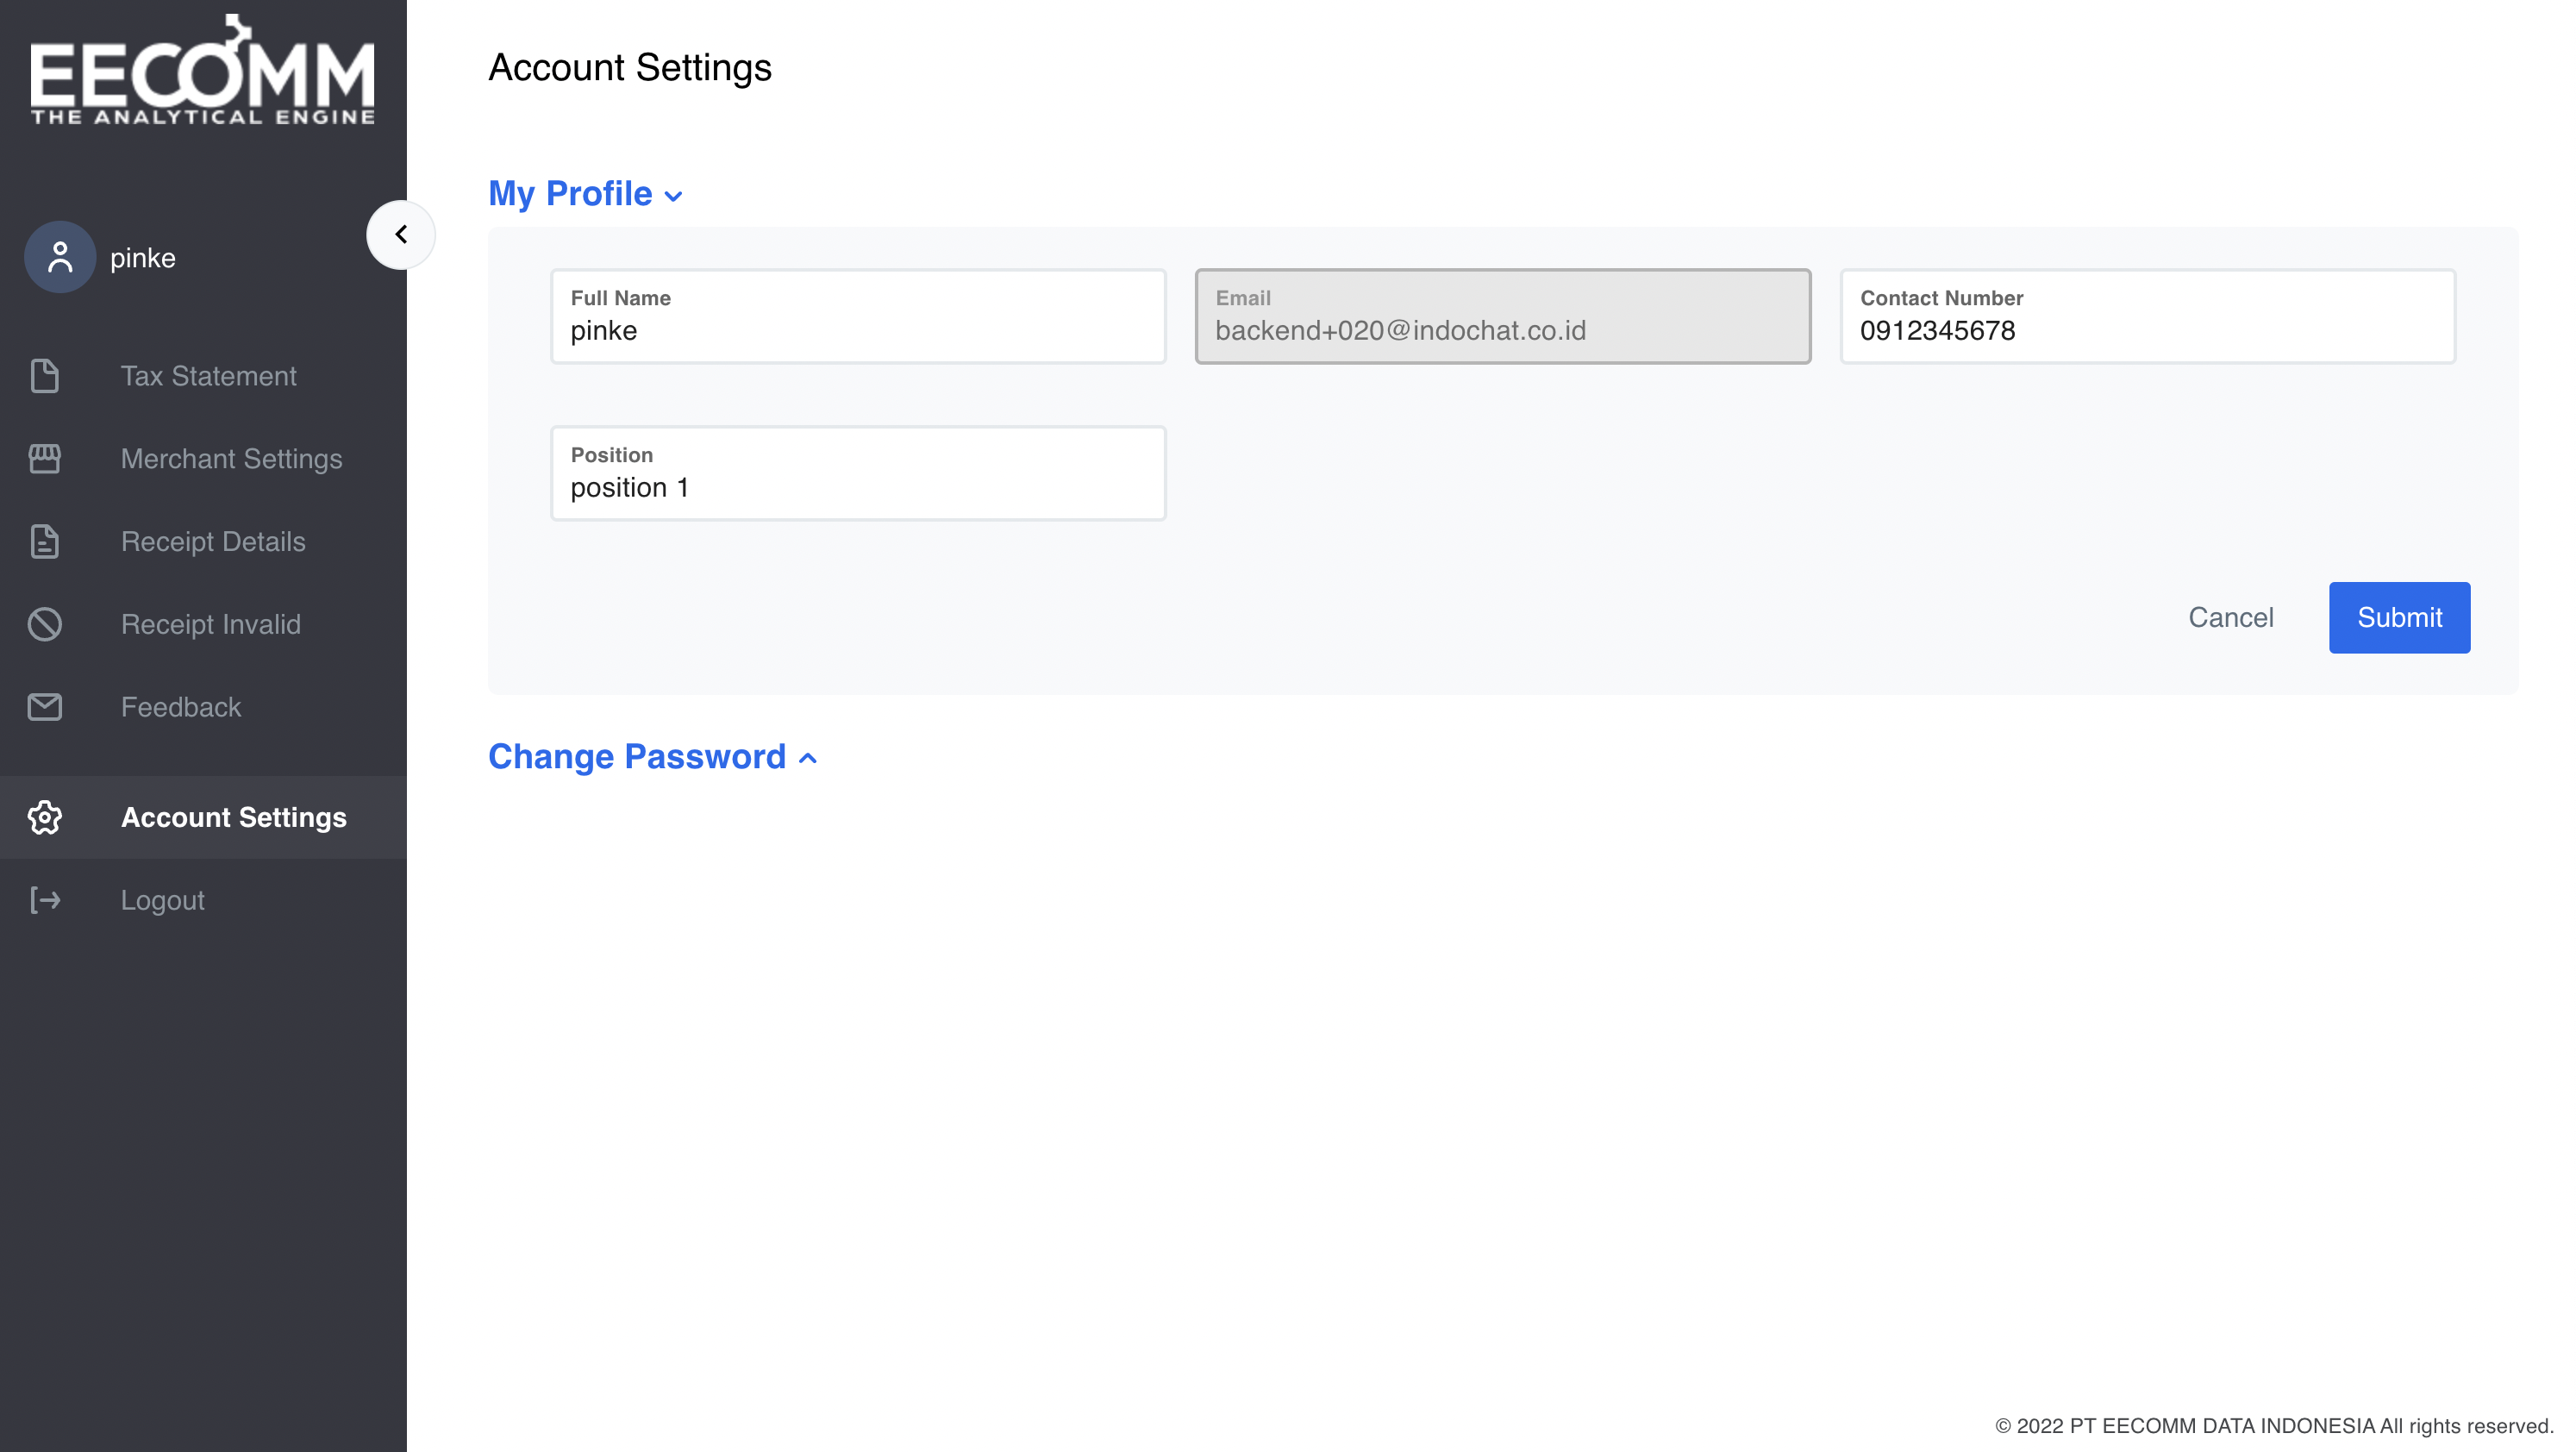 EECOMM
THE ANALYTICAL ENGINE
pinke
Tax Statement
Merchant Settings
Receipt Details
Receipt Invalid
Feedback
Account Settings
Logout
Account Settings
My Profile
Full Name
pinke
Email
backend+020@indochat.co.id
Contact Number
0912345678
Position
position 1
Cancel
Submit
Change Password
© 2022 PT EECOMM DATA INDONESIA All rights reserved.